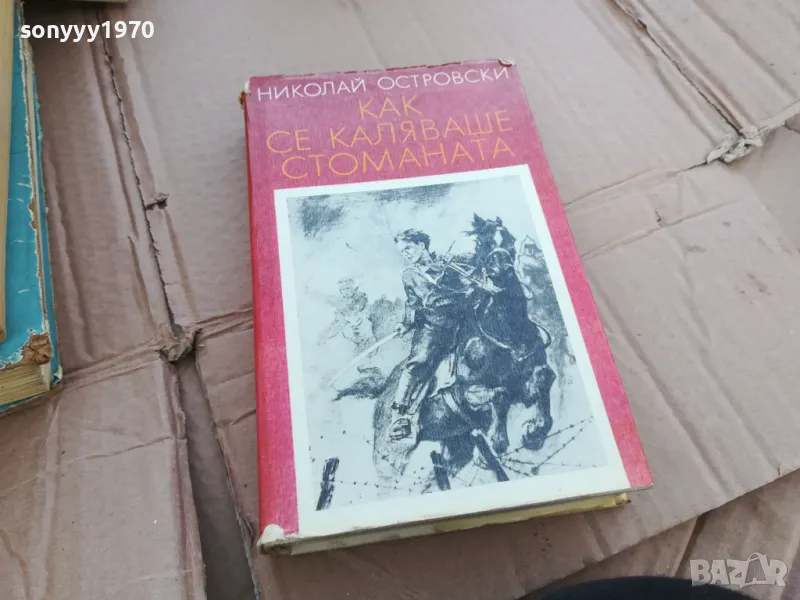 sonyyy1970
НИКОЛАЙ ОСТРОВСКИ
КАК
СЕ КАЛЯВАШЕ
СТОМАНАТА
BAZAR